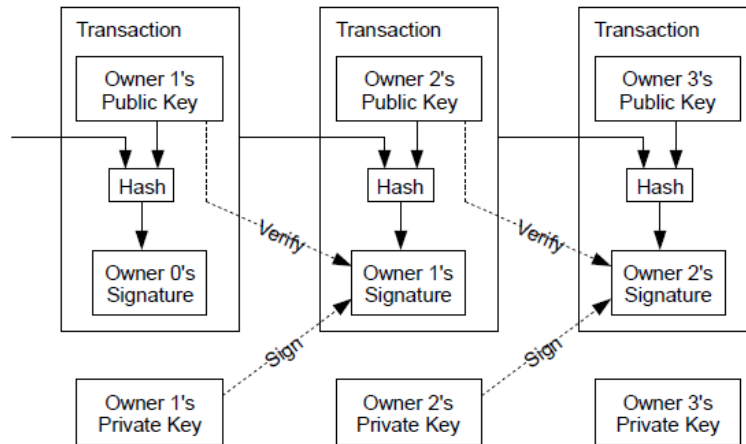 Transaction
Transaction
Transaction
Owner 1's
Public Key
Owner 2's
Public Key
Owner 3's
Public Key
Hash
Hash
Hash
Verify
Verify
Owner 0's
Signature
Owner 1's
Signature
Owner 2's
Signature
Sign
Sign
Owner 1's
Private Key
Owner 2's
Private Key
Owner 3's
Private Key